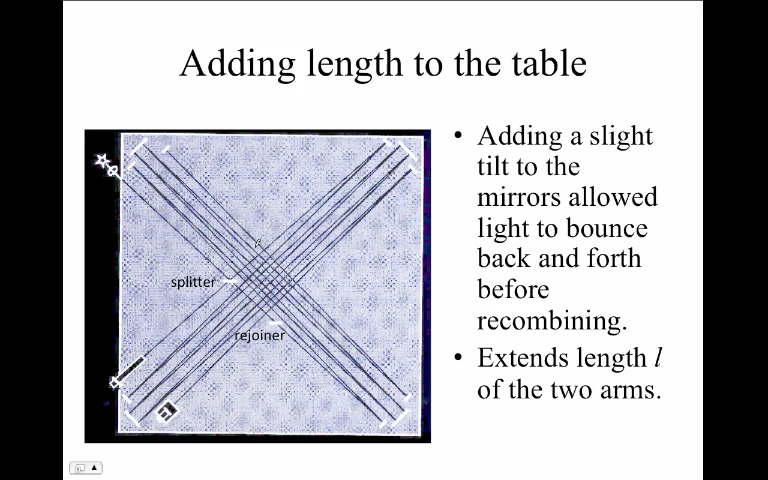 Adding length to the table
• Adding a slight
tilt to the
mirrors allowed
light to bounce
back and forth
before
recombining.
• Extends length l
of the two arms.
splitter
rejoiner